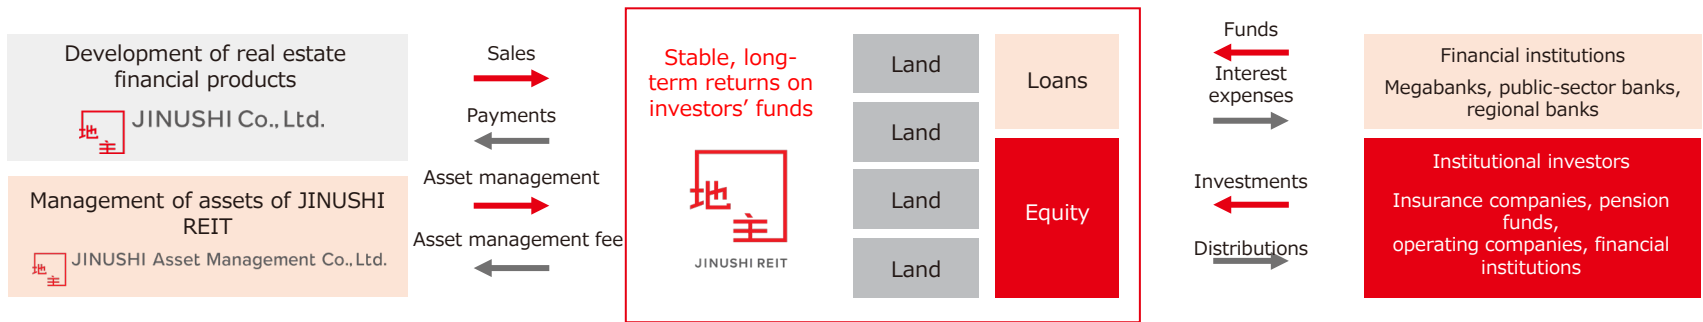 Development of real estate
financial products
地主
JINUSHI Co., Ltd.
Management of assets of JINUSHI
REIT
地主
JINUSHI Asset Management Co., Ltd.
Sales
Payments
Asset management
Asset management fee
Stable, long-
term returns on
investors’ funds
地主
JINUSHI REIT
Land
Land
Land
Land
Loans
Equity
Funds
Interest
expenses
Investments
Distributions
Financial institutions
Megabanks, public-sector banks,
regional banks
Institutional investors
Insurance companies, pension
funds,
operating companies, financial
institutions